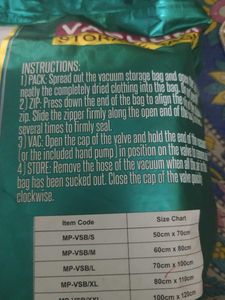 STOR
INSTRUCTIONS:
1) PACK: Spread out the vacuum storage bag and open
neatly the completely dried clothing into the bag.
2) ZIP: Press down the end of the bag to align the
zip. Slide the zipper firmly along the open end of
several times to firmly seal.
3) VAC: Open the cap of the valve and hold the end of the
(or the included hand pump) in position on the valve
4) STORE: Remove the hose of the vacuum when all the
bag has been sucked out. Close the cap of the valve quickly
clockwise.
Item Code Size Chart
MP-VSB/S 50cm x 70cm
MP-VSB/M 60cm x 80cm
MP-VSB/L 70cm x 100cm
MP-VSB/XL 80cm x 110cm
MP-VSB/XXL 100cm x 120cm